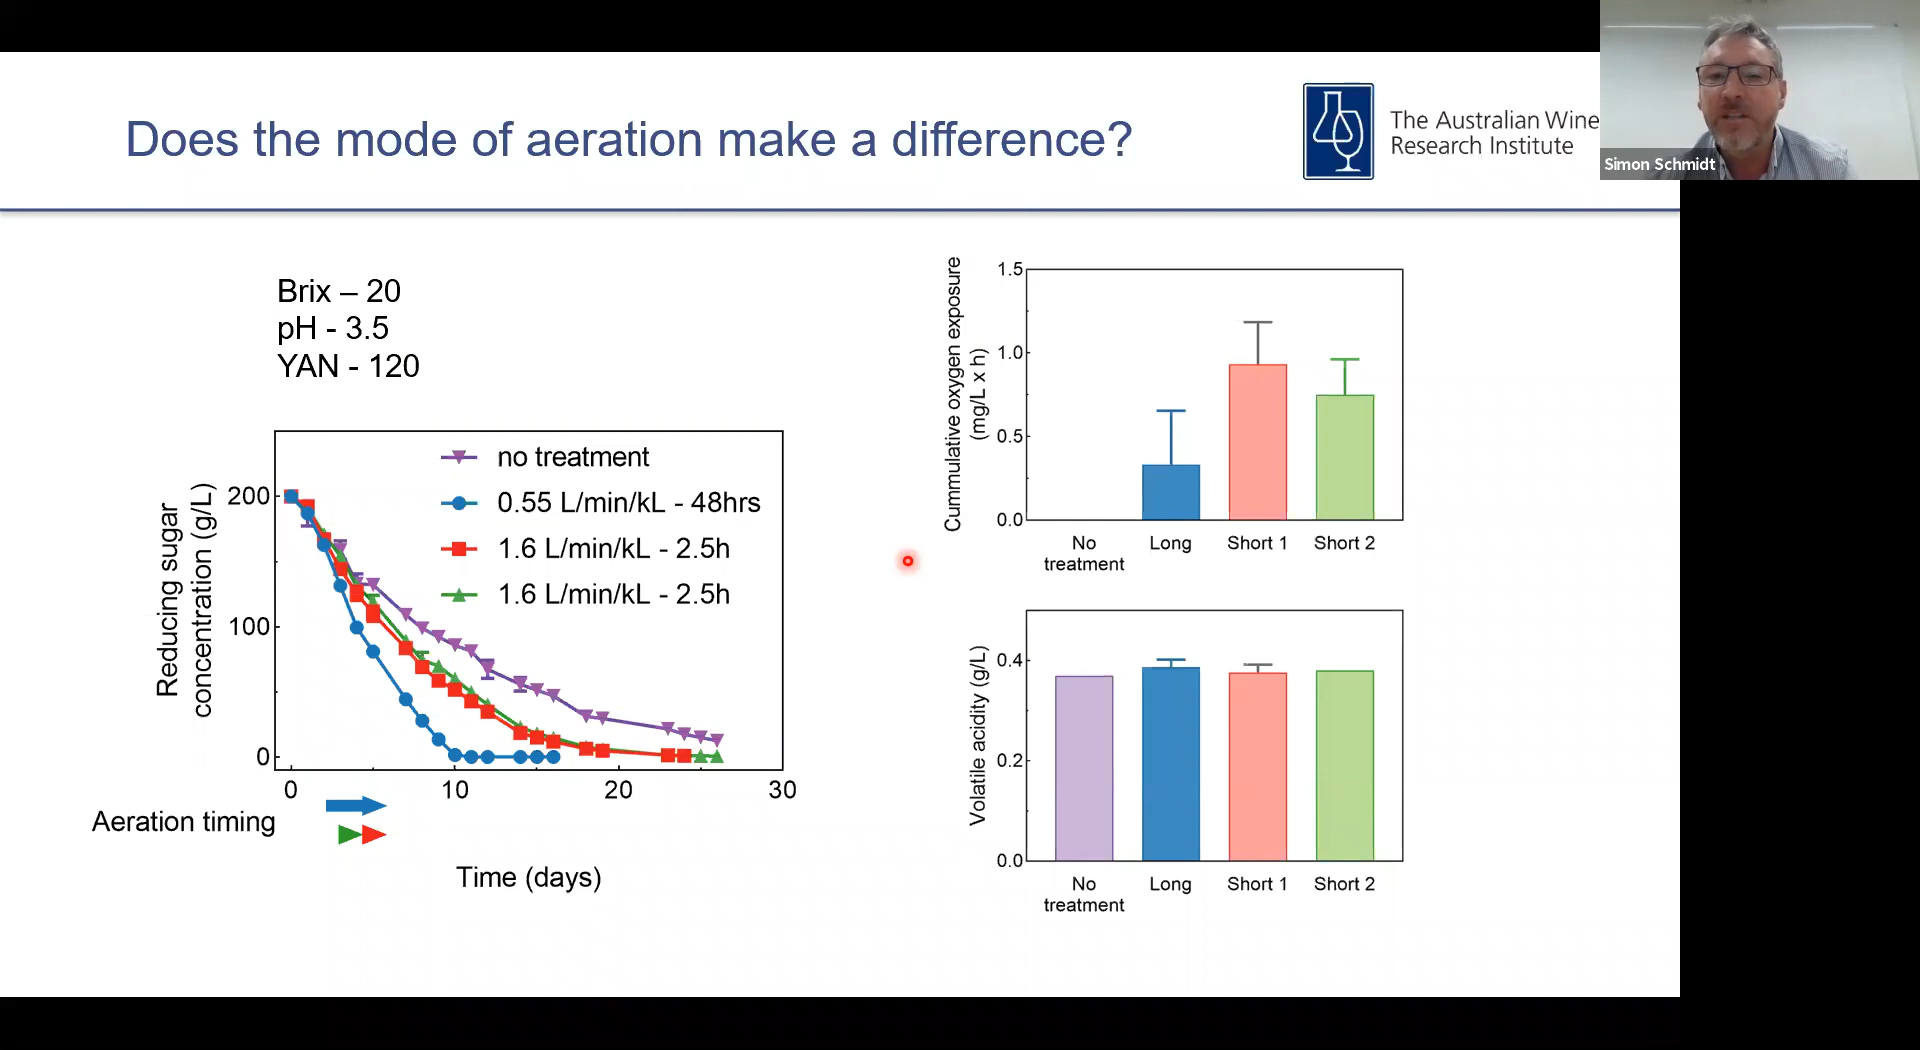 Does the mode of aeration make a difference?
The Australian Wine
Research Institute
Simon Schmidt
Brix – 20
pH - 3.5
YAN - 120
no treatment
0.55 L/min/kL - 48hrs
1.6 L/min/kL - 2.5h
1.6 L/min/kL - 2.5h
Reducing sugar
concentration (g/L)
200
100
0
0
10
20
30
Aeration timing
Time (days)
Cummulative oxygen exposure
(mg/L x h)
1.5
1.0
0.5
0.0
No
treatment
Long
Short 1
Short 2
Volatile acidity (g/L)
0.4
0.2
0.0
No
treatment
Long
Short 1
Short 2